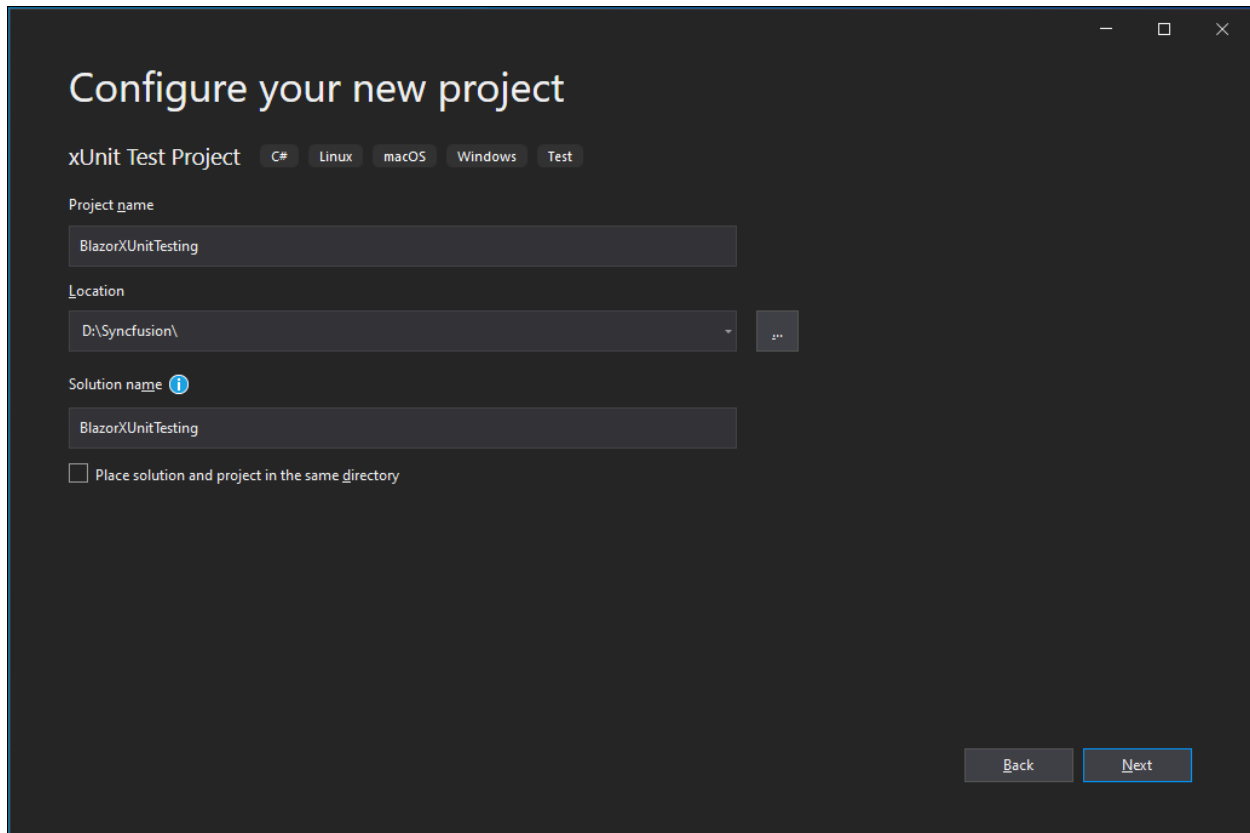 Configure your new project
xUnit Test Project C# Linux macOS Windows Test
Project name
BlazorXUnitTesting
Location
D:\Syncfusion\
...
Solution name
BlazorXUnitTesting
Place solution and project in the same directory
Back Next